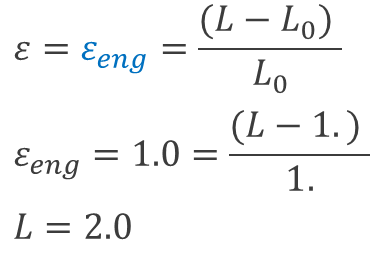 ε = ε_eng = (L − L_0) / L_0
ε_eng = 1.0 = (L − 1. ) / 1.
L = 2.0